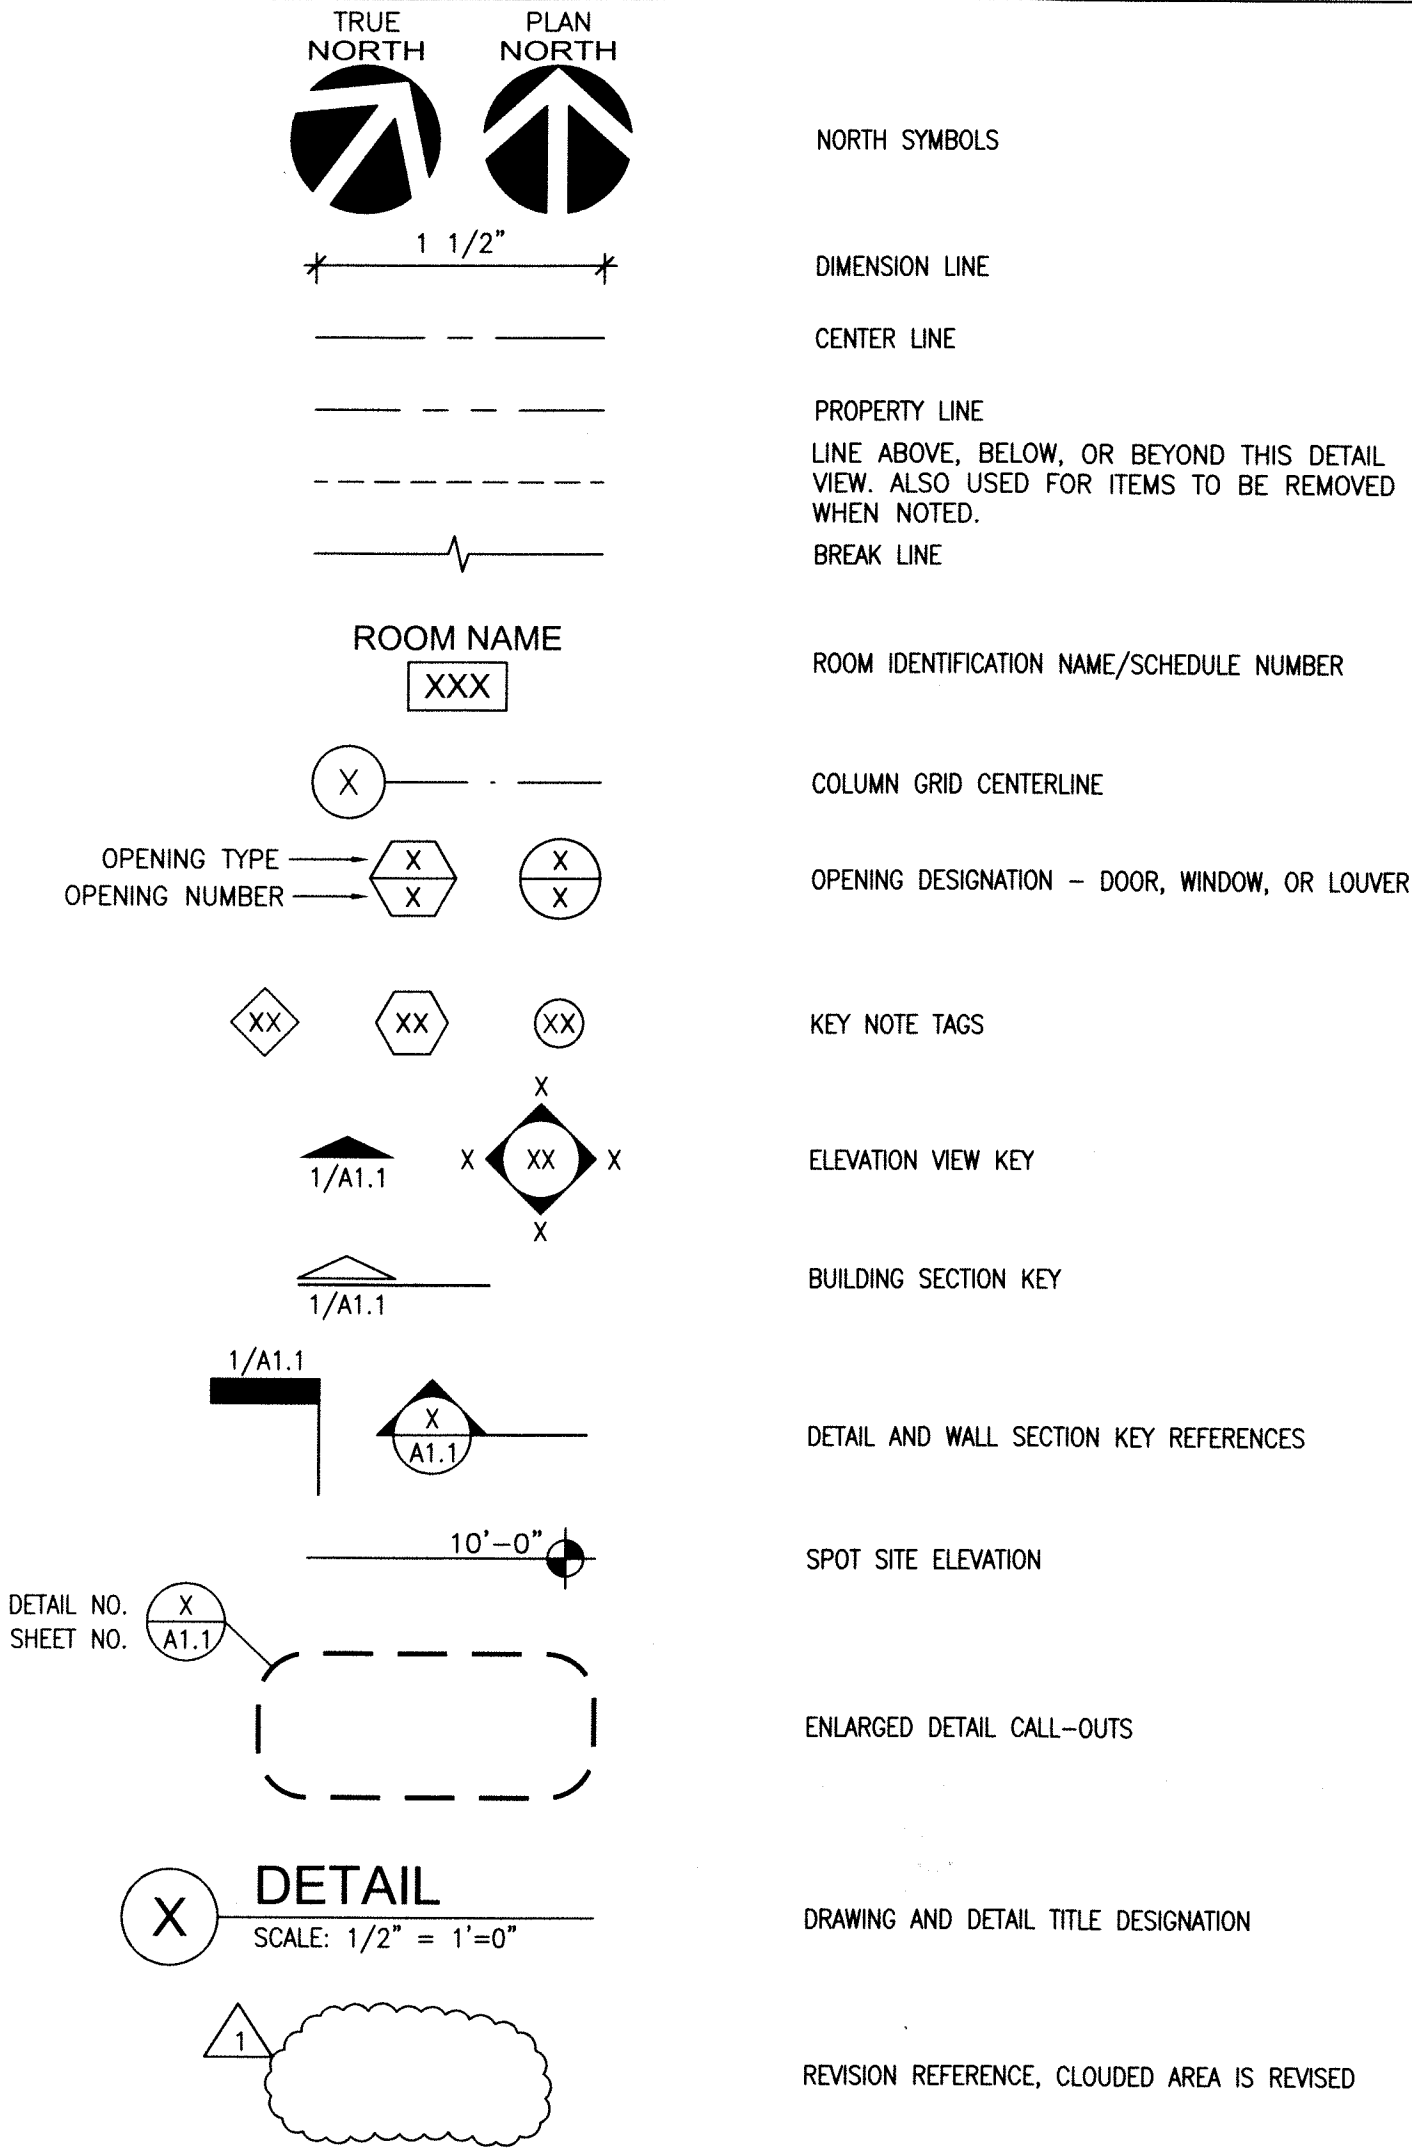 TRUE
NORTH
PLAN
NORTH
NORTH SYMBOLS
1 1/2"
DIMENSION LINE
CENTER LINE
PROPERTY LINE
LINE ABOVE, BELOW, OR BEYOND THIS DETAIL
VIEW. ALSO USED FOR ITEMS TO BE REMOVED
WHEN NOTED.
BREAK LINE
ROOM NAME
XXX
ROOM IDENTIFICATION NAME/SCHEDULE NUMBER
X
COLUMN GRID CENTERLINE
OPENING TYPE
X
X
OPENING NUMBER
X
X
OPENING DESIGNATION – DOOR, WINDOW, OR LOUVER
XX
XX
XX
KEY NOTE TAGS
1/A1.1
X
X
XX
X
X
ELEVATION VIEW KEY
1/A1.1
BUILDING SECTION KEY
1/A1.1
X
A1.1
DETAIL AND WALL SECTION KEY REFERENCES
10'–0"
SPOT SITE ELEVATION
DETAIL NO.
X
SHEET NO.
A1.1
ENLARGED DETAIL CALL–OUTS
X
DETAIL
SCALE: 1/2" = 1'=0"
DRAWING AND DETAIL TITLE DESIGNATION
1
REVISION REFERENCE, CLOUDED AREA IS REVISED